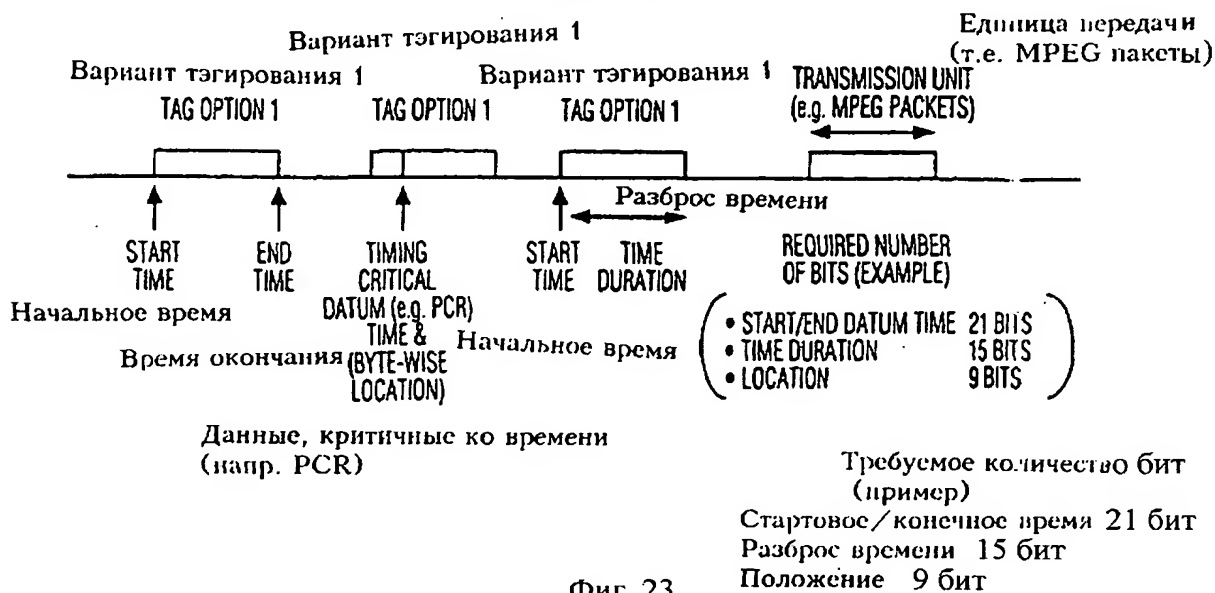 Вариант тэгирования 1
Единица передачи
(т.е. MPEG пакеты)
Вариант тэгирования 1
Вариант тэгирования 1
TAG OPTION 1
TAG OPTION 1
TAG OPTION 1
TRANSMISSION UNIT
(e.g. MPEG PACKETS)
Разброс времени
START
TIME
END
TIME
TIMING
CRITICAL
DATUM (e.g. PCR)
TIME &
(BYTE-WISE
LOCATION)
START
TIME
TIME
DURATION
REQUIRED NUMBER
OF BITS (EXAMPLE)
• START/END DATUM TIME 21 BITS
• TIME DURATION 15 BITS
• LOCATION 9 BITS
Начальное время
Время окончания
Начальное время
Данные, критичные ко времени
(напр. PCR)
Требуемое количество бит
(пример)
Стартовое/конечное время 21 бит
Разброс времени 15 бит
Положение 9 бит
Фиг. 23